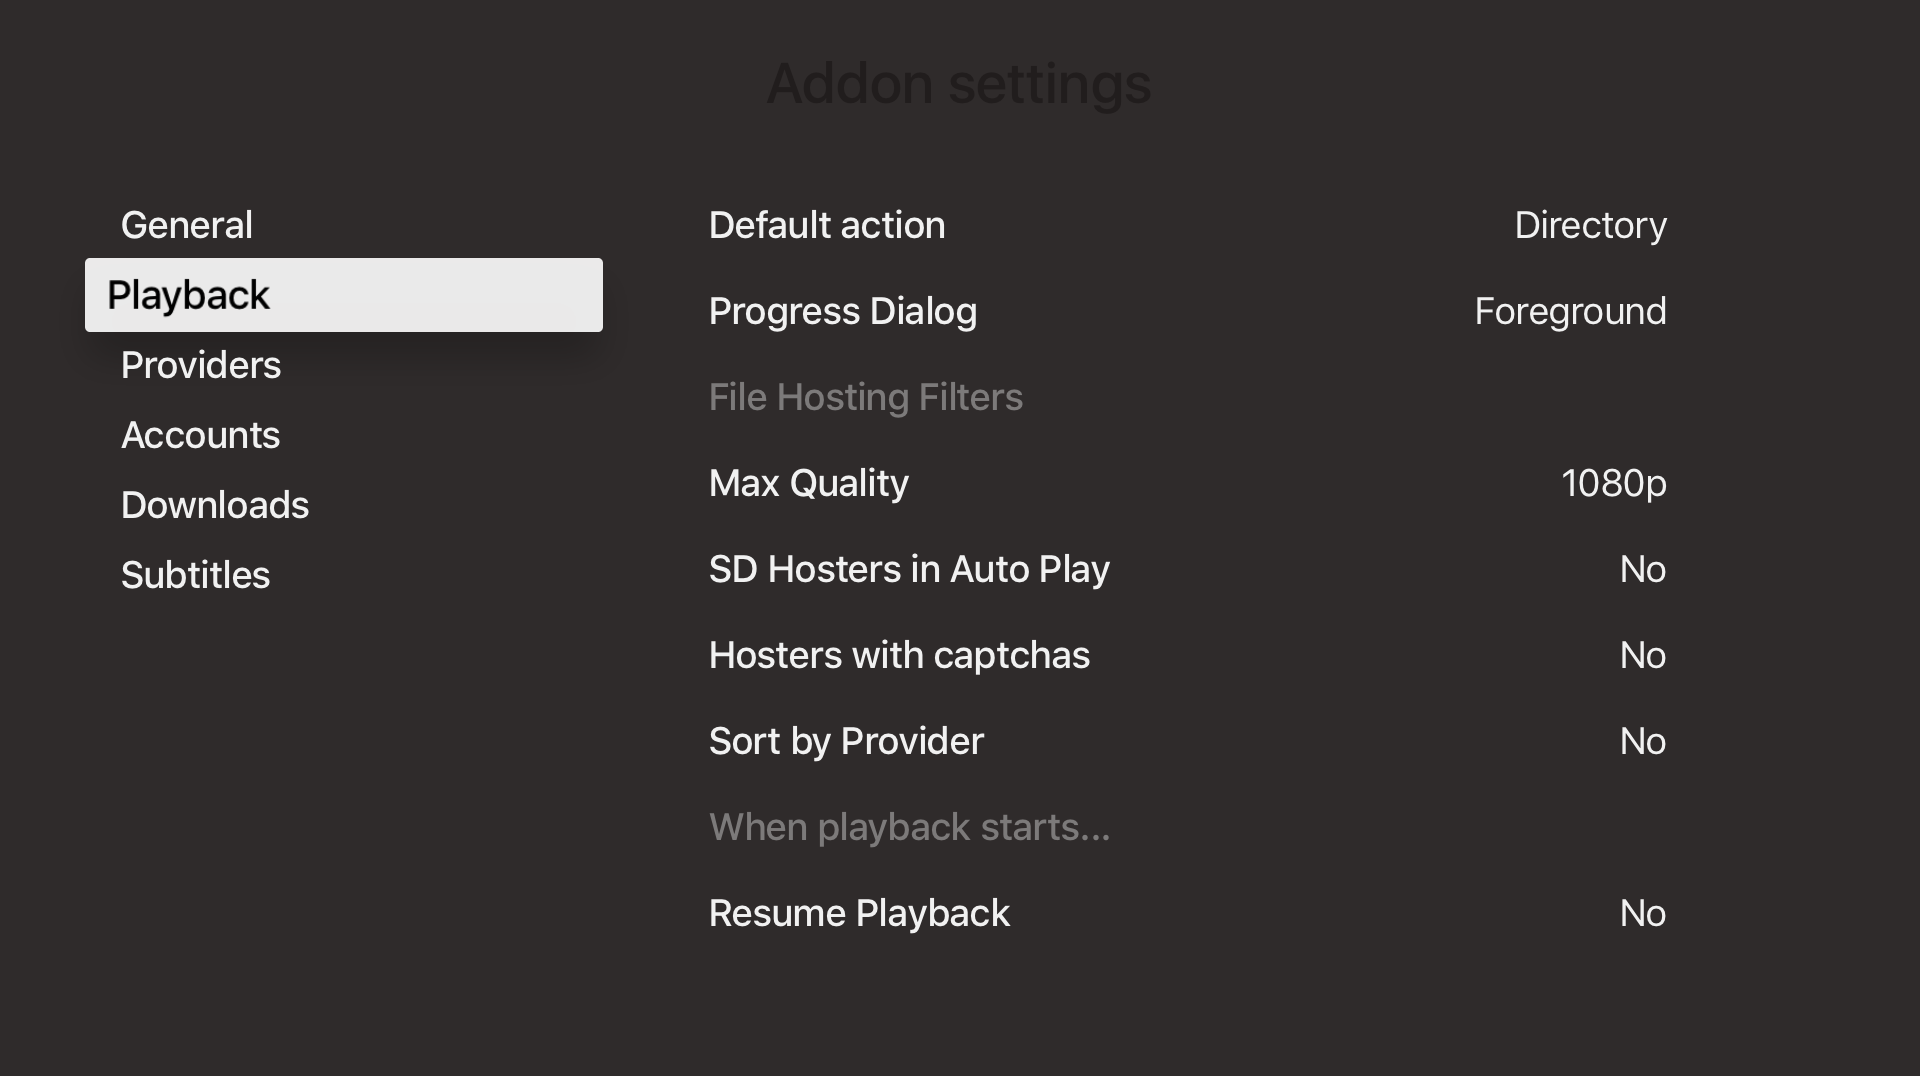 Addon settings
General
Playback
Providers
Accounts
Downloads
Subtitles
Default action Directory
Progress Dialog Foreground
File Hosting Filters
Max Quality 1080p
SD Hosters in Auto Play No
Hosters with captchas No
Sort by Provider No
When playback starts...
Resume Playback No